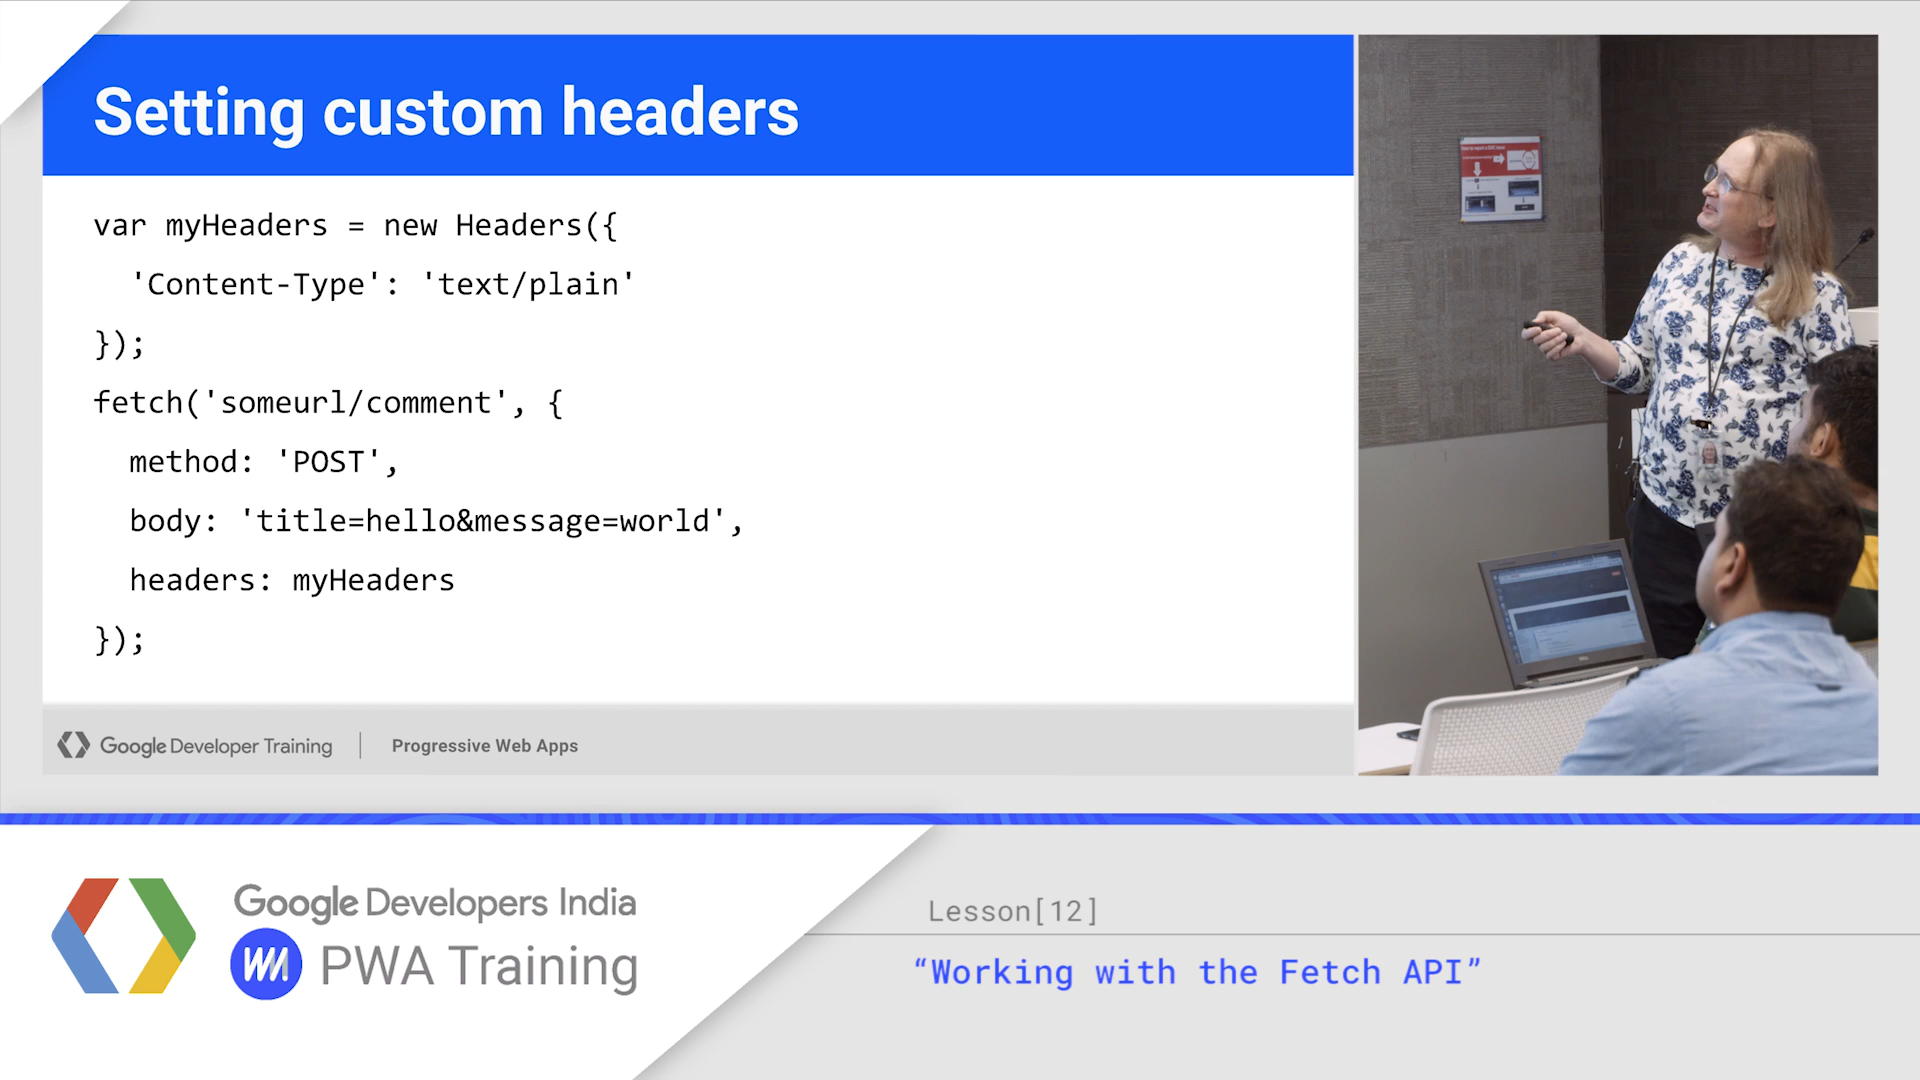 Setting custom headers
var myHeaders = new Headers({
  'Content-Type': 'text/plain'
});
fetch('someurl/comment', {
  method: 'POST',
  body: 'title=hello&message=world',
  headers: myHeaders
});
Google Developer Training
Progressive Web Apps
Google Developers India
PWA Training
Lesson[12]
“Working with the Fetch API”